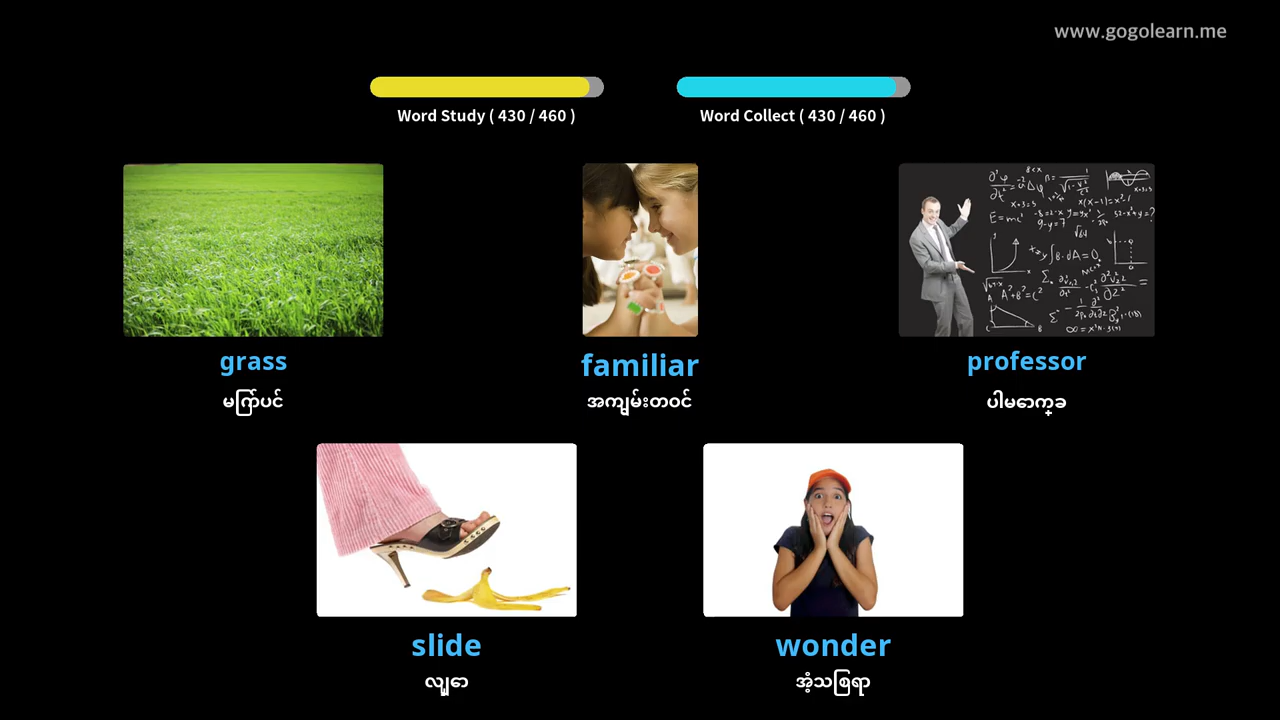 www.gogolearn.me
Word Study ( 430 / 460 )
Word Collect ( 430 / 460 )
grass
familiar
professor
မြက်ပင်
အကျွမ်းတဝင်
ပါမောက္ခ
slide
wonder
လျှော
အံ့သြစရာ